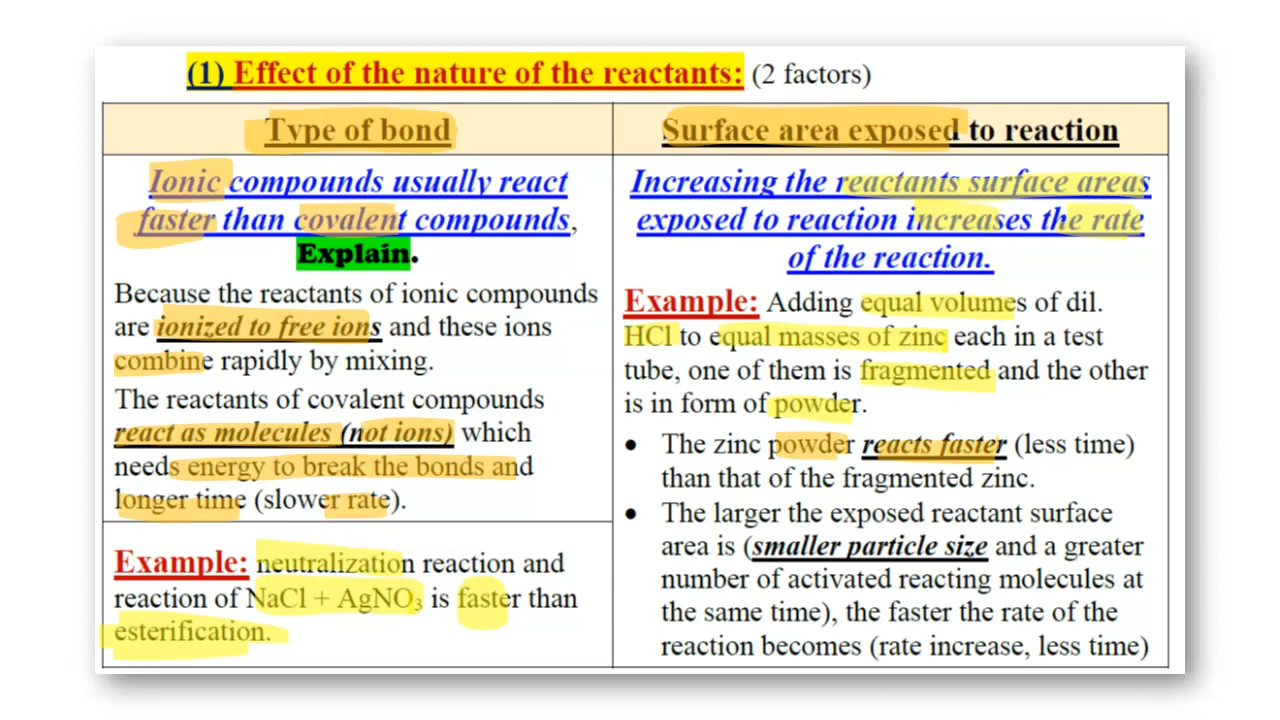 (1) Effect of the nature of the reactants: (2 factors)
Type of bond
Ionic compounds usually react
faster than covalent compounds,
Explain.
Because the reactants of ionic compounds
are ionized to free ions and these ions
combine rapidly by mixing.
The reactants of covalent compounds
react as molecules (not ions) which
needs energy to break the bonds and
longer time (slower rate).
Example: neutralization reaction and
reaction of NaCl + AgNO₃ is faster than
esterification.
Surface area exposed to reaction
Increasing the reactants surface areas
exposed to reaction increases the rate
of the reaction.
Example: Adding equal volumes of dil.
HCl to equal masses of zinc each in a test
tube, one of them is fragmented and the other
is in form of powder.
• The zinc powder reacts faster (less time)
than that of the fragmented zinc.
• The larger the exposed reactant surface
area is (smaller particle size and a greater
number of activated reacting molecules at
the same time), the faster the rate of the
reaction becomes (rate increase, less time)